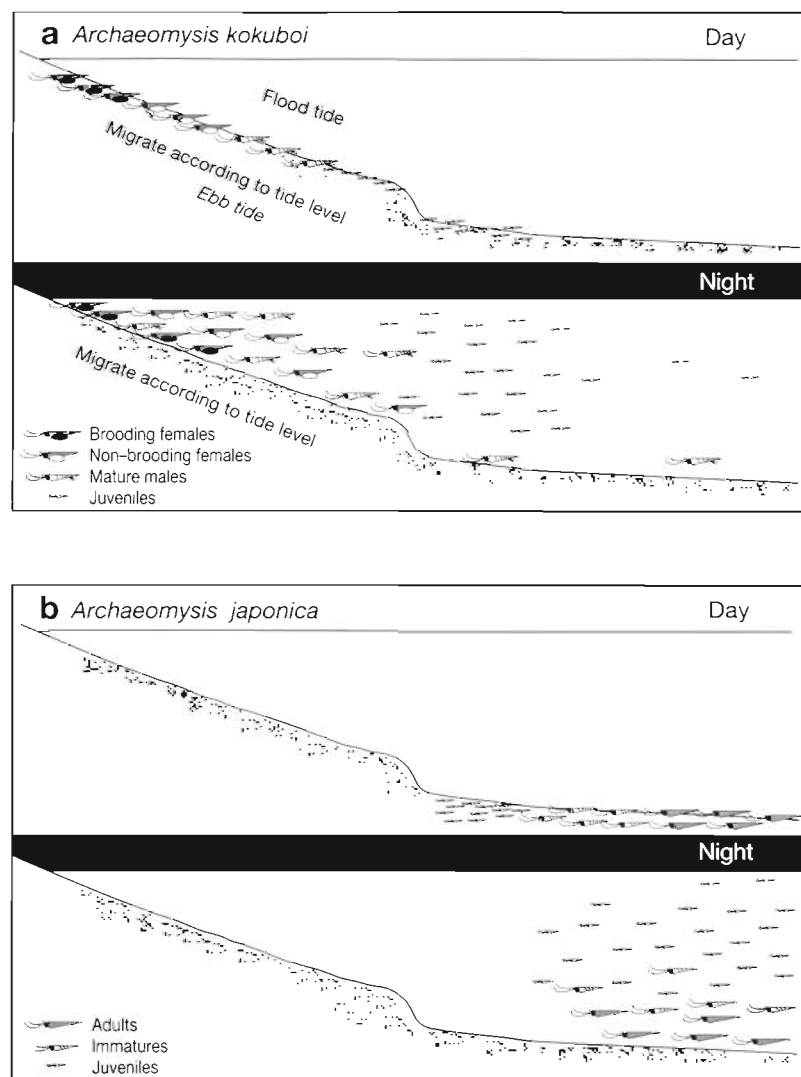 a Archaeomysis kokuboi
Day
Flood tide
Migrate according to tide level
Ebb tide
Night
Migrate according to tide level
Brooding females
Non-brooding females
Mature males
Juveniles
b Archaeomysis japonica
Day
Night
Adults
Immatures
Juveniles